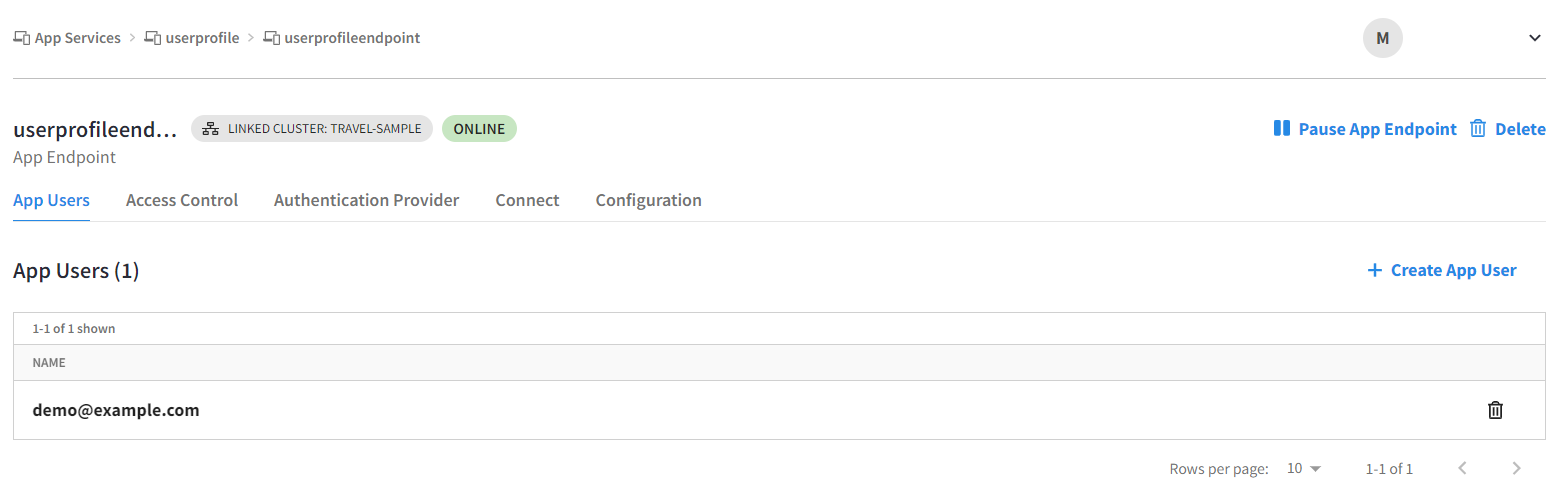 App Services > userprofile > userprofileendpoint M
userprofileend... LINKED CLUSTER: TRAVEL-SAMPLE ONLINE Pause App Endpoint Delete
App Endpoint
App Users Access Control Authentication Provider Connect Configuration
App Users (1) + Create App User
1-1 of 1 shown
NAME
demo@example.com
Rows per page: 10 1-1 of 1